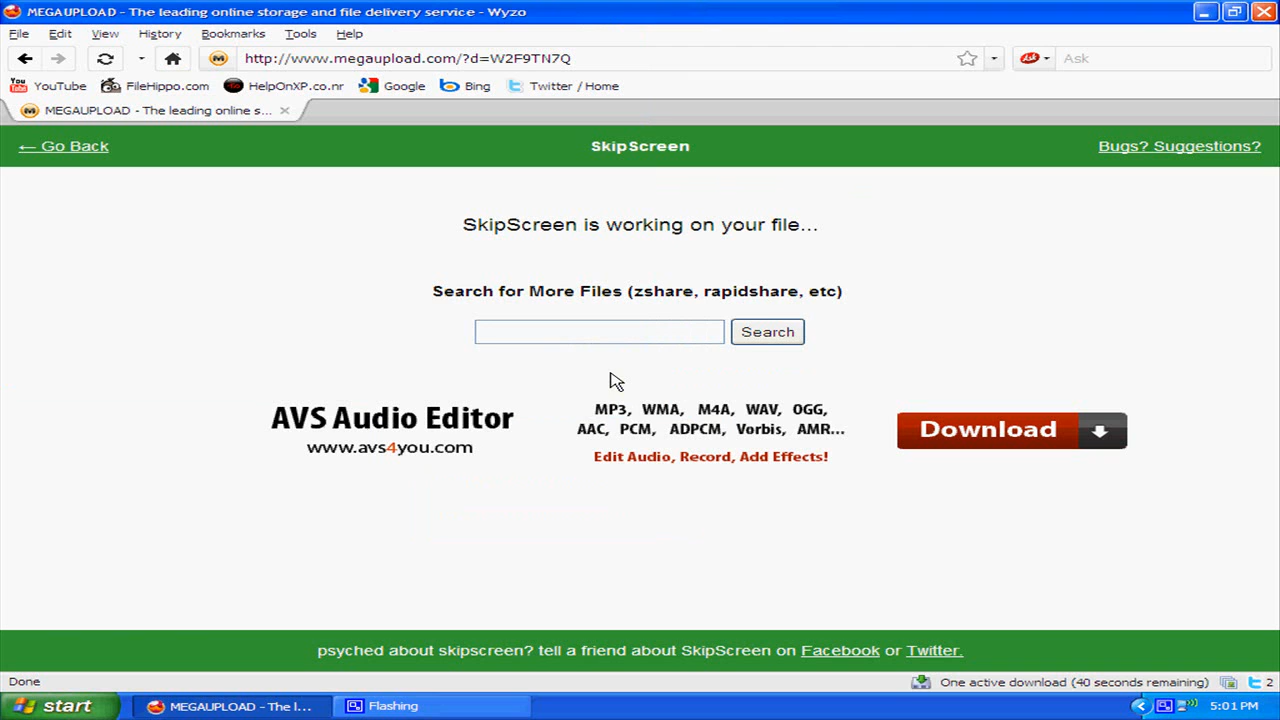 MEGAUPLOAD - The leading online storage and file delivery service - Wyzo
File Edit View History Bookmarks Tools Help
http://www.megaupload.com/?d=W2F9TN7Q Ask Ask
You Tube YouTube FileHippo.com HelpOnXP.co.nr Google Bing Twitter / Home
MEGAUPLOAD - The leading online s...
← Go Back SkipScreen Bugs? Suggestions?
SkipScreen is working on your file...
Search for More Files (zshare, rapidshare, etc)
Search
AVS Audio Editor
www.avs4you.com
MP3, WMA, M4A, WAV, OGG,
AAC, PCM, ADPCM, Vorbis, AMR...
Edit Audio, Record, Add Effects!
Download
psyched about skipscreen? tell a friend about SkipScreen on Facebook or Twitter.
Done One active download (40 seconds remaining) 2
start MEGAUPLOAD - The l... Flashing 5:01 PM